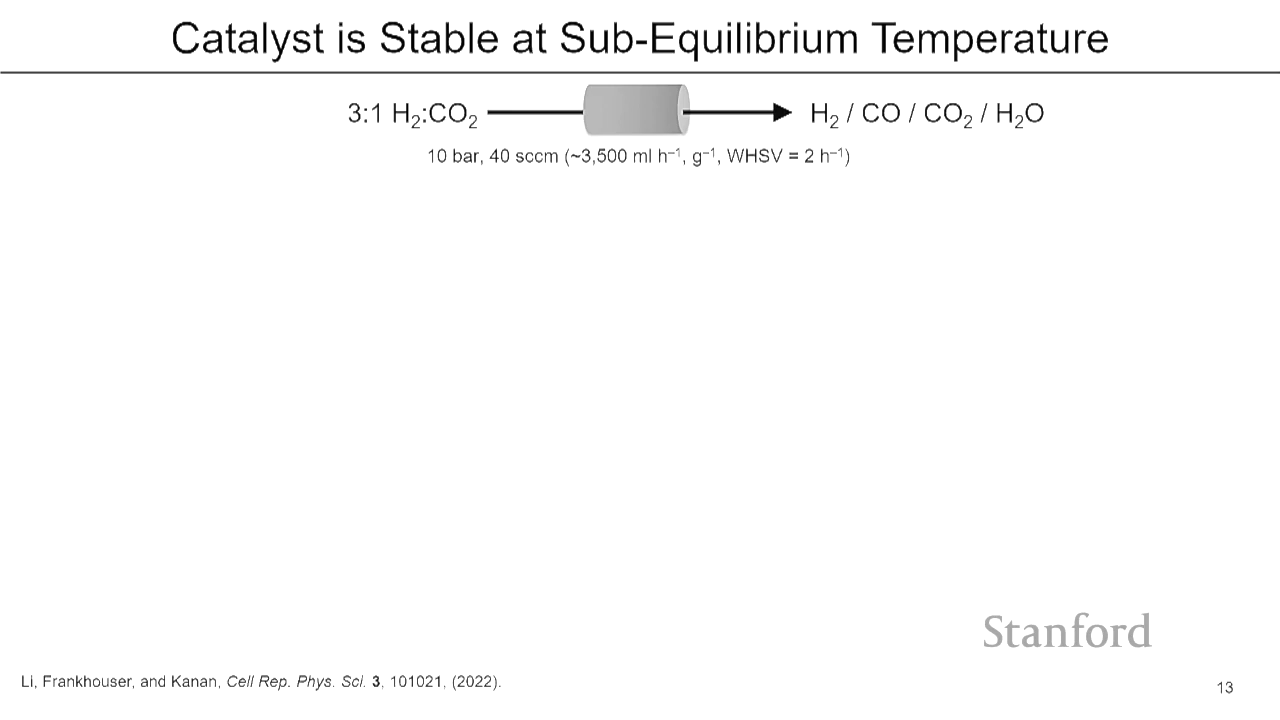 Catalyst is Stable at Sub-Equilibrium Temperature
3:1 H₂:CO₂
H₂ / CO / CO₂ / H₂O
10 bar, 40 sccm (~3,500 ml h⁻¹, g⁻¹, WHSV = 2 h⁻¹)
Stanford
Li, Frankhouser, and Kanan, Cell Rep. Phys. Sci. 3, 101021, (2022).
13